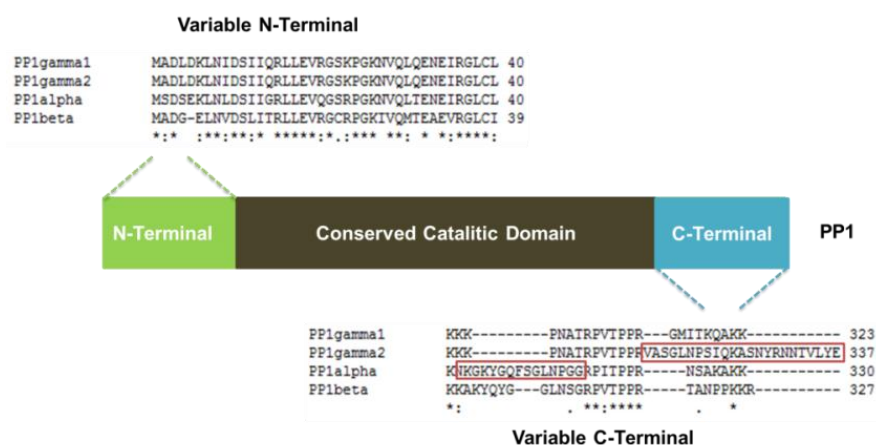 Variable N-Terminal
PP1gamma1 MADLDKLNIDSIIQRLLEVRGSKPGKNVQLQENEIRGLCL 40
PP1gamma2 MADLDKLNIDSIIQRLLEVRGSKPGKNVQLQENEIRGLCL 40
PP1alpha MSDSEKLNLDSIIGRLLEVQGSRPGKNVQLTENEIRGLCL 40
PP1beta MADG-ELNVDSLITRLLEVRGCRPGKIVQMTEAEVRGLCI 39
*:* :**:**:* *****:*.:*** **: * *:****:
N-Terminal Conserved Catalitic Domain C-Terminal PP1
PP1gamma1 KKK---------PNATRPVTPPR---GMITKQAKK----------- 323
PP1gamma2 KKK---------PNATRPVTPPRVASGLNPSIQKASNYRNNTVLYE 337
PP1alpha KNKGKYGQFSGLNPGGRPITPPR---NSAKAKK------------- 330
PP1beta KKAKYQYG---GLNSGRPVTPPR---TANPPKKR------------ 327
*: . **:**** . *
Variable C-Terminal